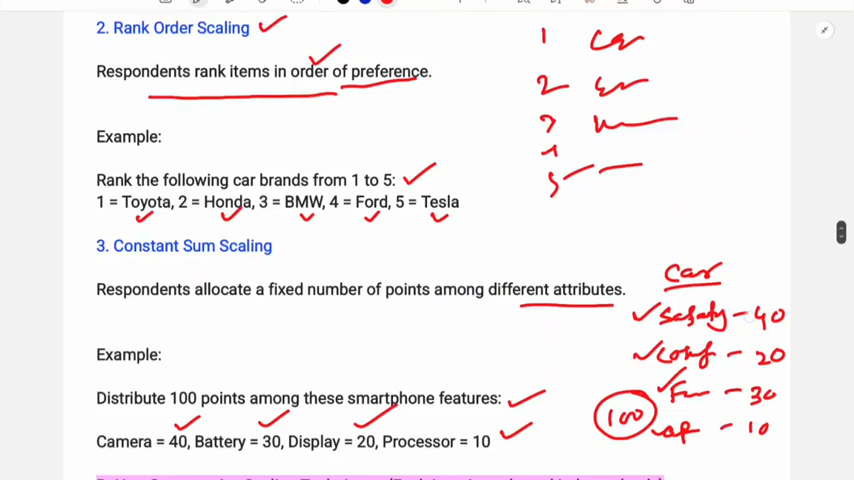 2. Rank Order Scaling
Respondents rank items in order of preference.
Example:
Rank the following car brands from 1 to 5:
1 = Toyota, 2 = Honda, 3 = BMW, 4 = Ford, 5 = Tesla
1 Car
2
3
4
5
3. Constant Sum Scaling
Respondents allocate a fixed number of points among different attributes.
Example:
Distribute 100 points among these smartphone features:
Camera = 40, Battery = 30, Display = 20, Processor = 10
Car
Safety - 40
Conf - 20
- 30
100
- 10